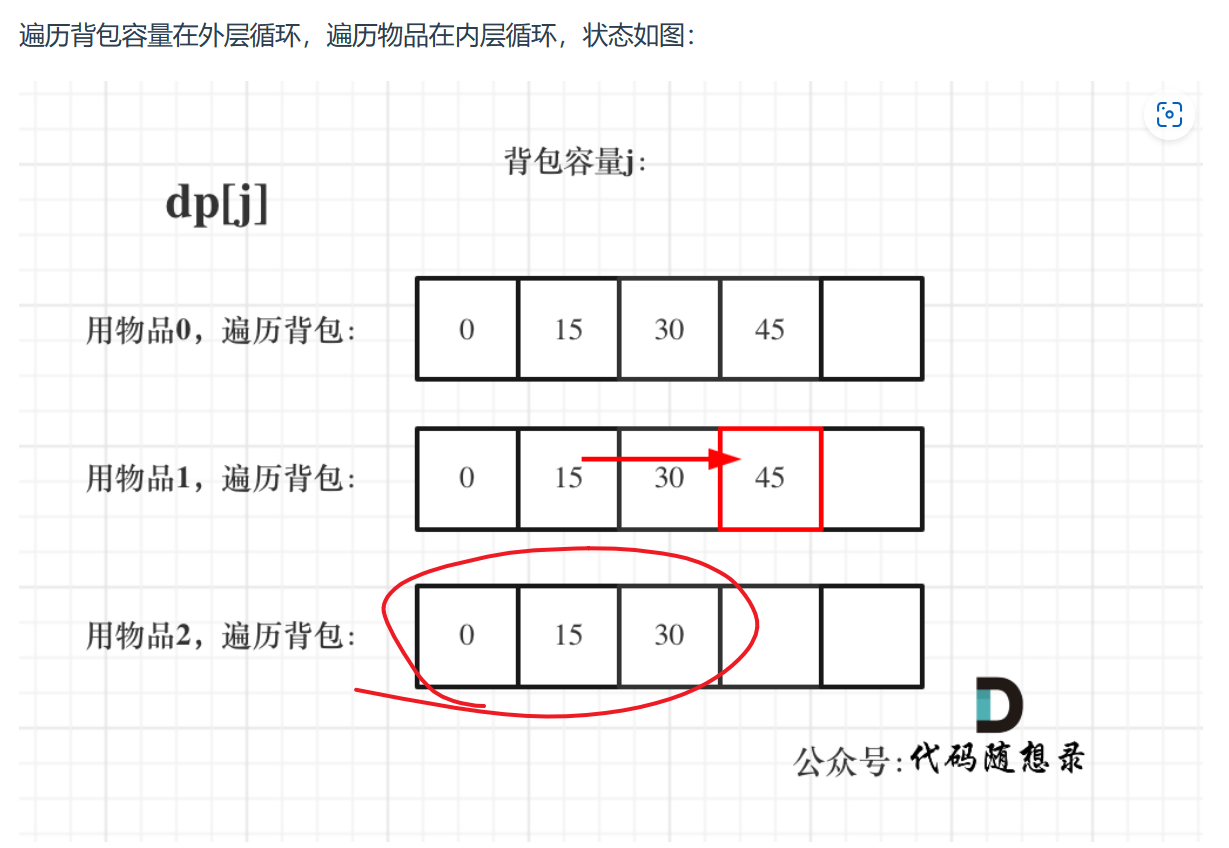 遍历背包容量在外层循环，遍历物品在内层循环，状态如图：
背包容量j:
dp[j]
用物品0，遍历背包： 0 15 30 45
用物品1，遍历背包： 0 15 30 45
用物品2，遍历背包： 0 15 30
D
公众号:代码随想录